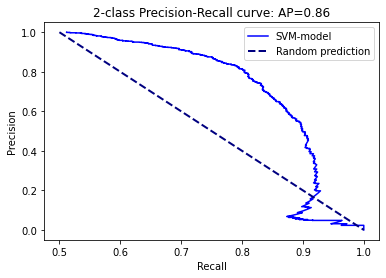 2-class Precision-Recall curve: AP=0.86
SVM-model
Random prediction
Precision
1.0
0.8
0.6
0.4
0.2
0.0
0.5 0.6 0.7 0.8 0.9 1.0
Recall